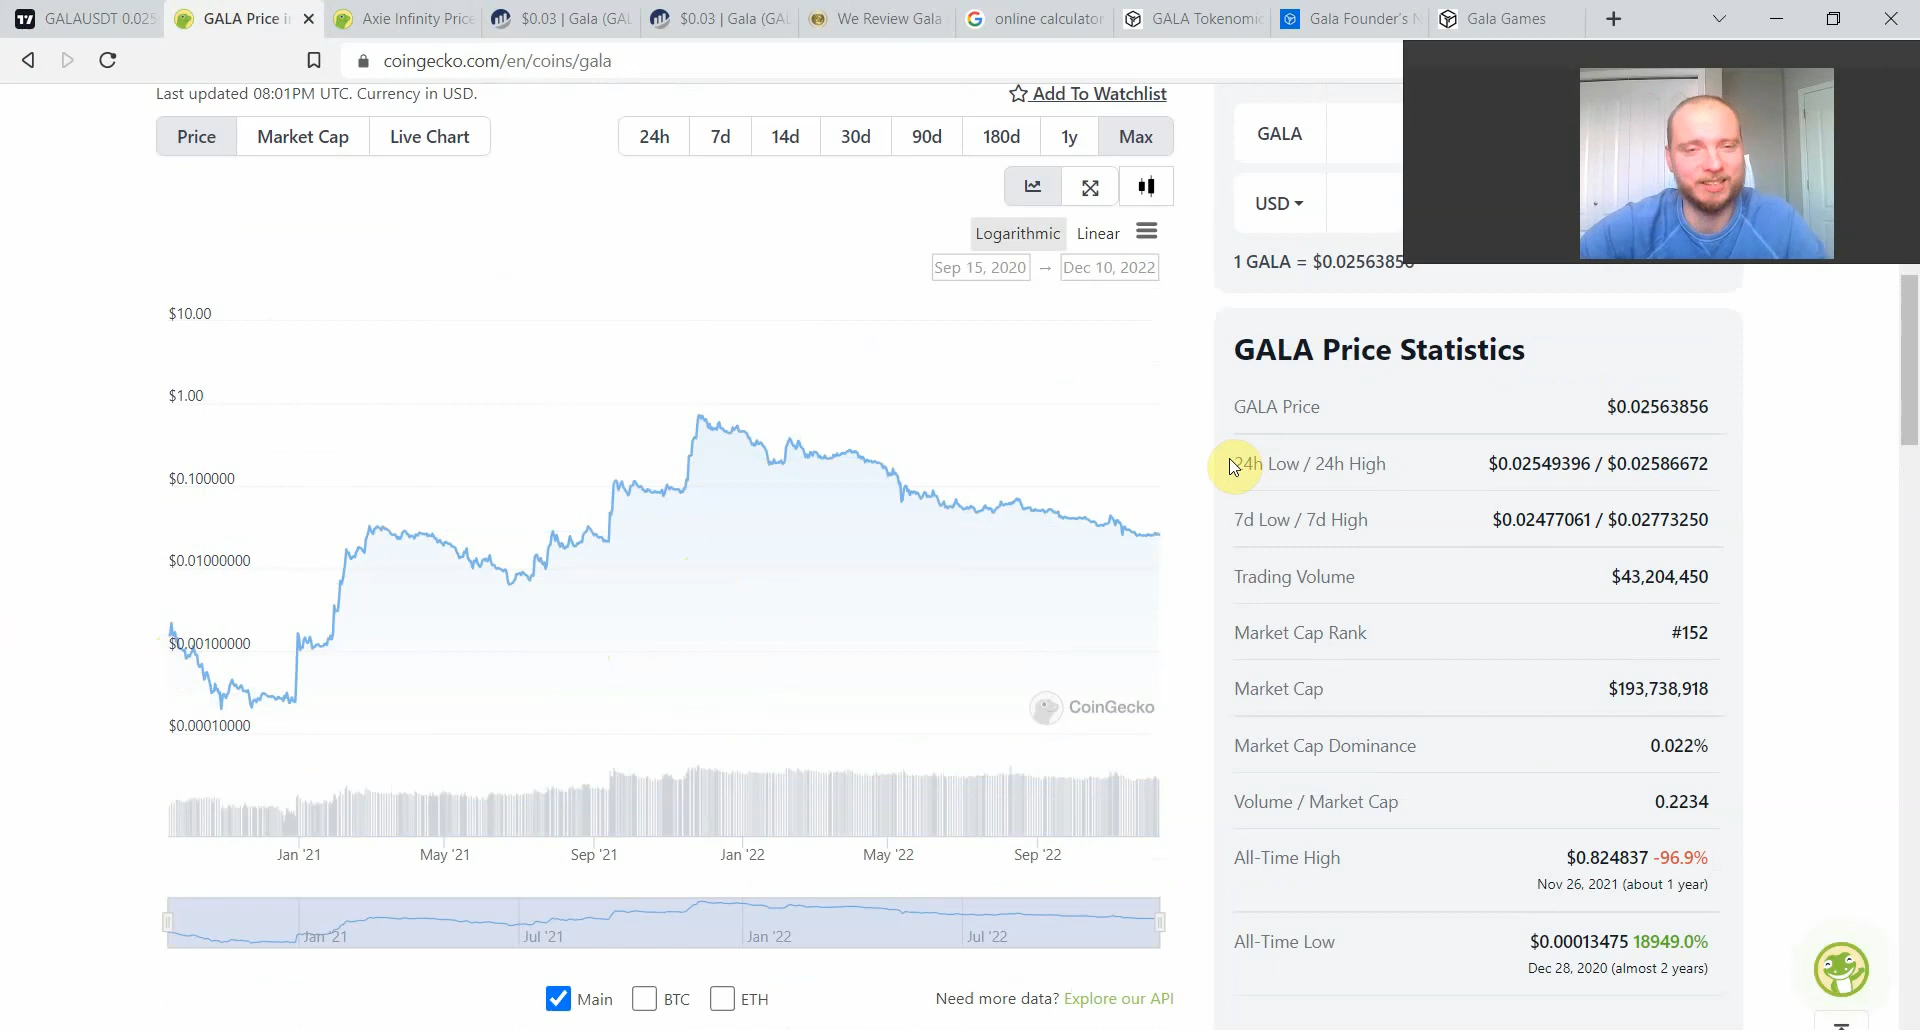 GALAUSDT 0.025
GALA Price i
Axie Infinity Price
$0.03 | Gala (GAL
$0.03 | Gala (GAL
We Review Gala
online calculator
GALA Tokenomic
Gala Founder's N
Gala Games
coingecko.com/en/coins/gala
Last updated 08:01PM UTC. Currency in USD.
Add To Watchlist
Price
Market Cap
Live Chart
24h
7d
14d
30d
90d
180d
1y
Max
Logarithmic
Linear
Sep 15, 2020 → Dec 10, 2022
$10.00
$1.00
$0.100000
$0.01000000
$0.00100000
$0.00010000
CoinGecko
Jan '21
May '21
Sep '21
Jan '22
May '22
Sep '22
Jan '21
Jul '21
Jan '22
Jul '22
Main
BTC
ETH
Need more data? Explore our API
GALA
USD
1 GALA = $0.02563856
GALA Price Statistics
GALA Price $0.02563856
24h Low / 24h High $0.02549396 / $0.02586672
7d Low / 7d High $0.02477061 / $0.02773250
Trading Volume $43,204,450
Market Cap Rank #152
Market Cap $193,738,918
Market Cap Dominance 0.022%
Volume / Market Cap 0.2234
All-Time High $0.824837 -96.9%
Nov 26, 2021 (about 1 year)
All-Time Low $0.00013475 18949.0%
Dec 28, 2020 (almost 2 years)